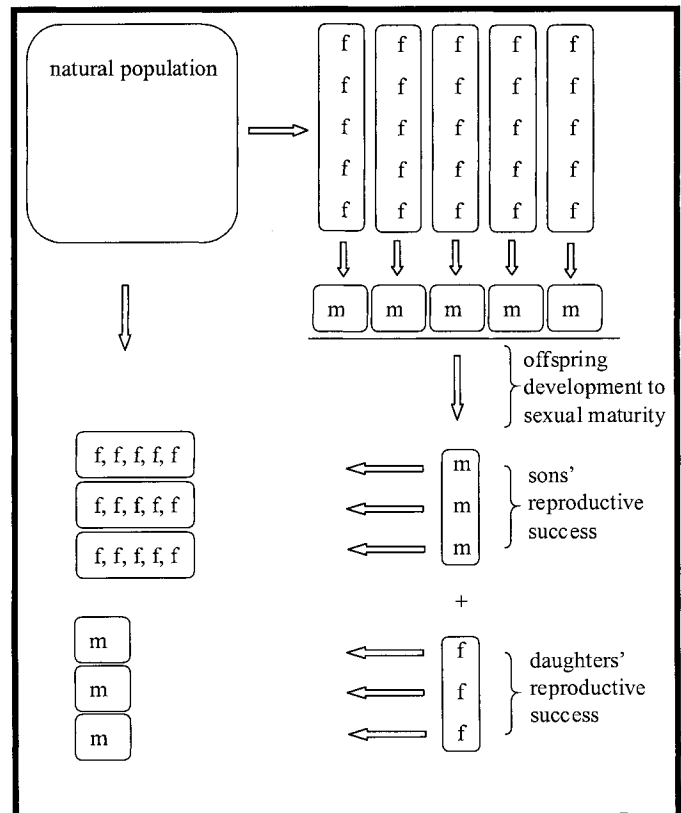 natural population
f f f f f
f f f f f
f f f f f
f f f f f
f f f f f
m m m m m
offspring
development to
sexual maturity
f, f, f, f, f
f, f, f, f, f
f, f, f, f, f
m
m
m
sons'
reproductive
success
+
m
m
m
f
f
f
daughters'
reproductive
success